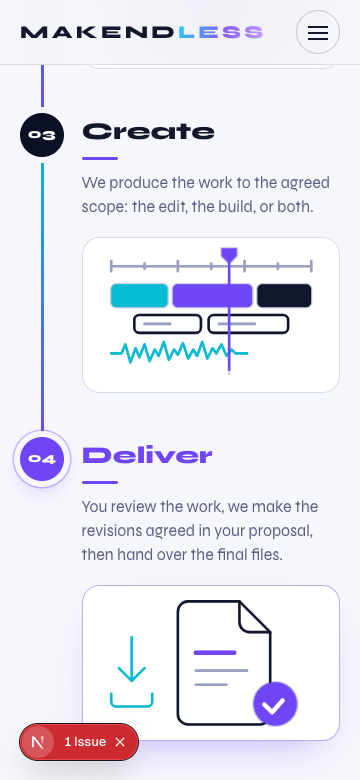 MAKENDLESS
03
Create
We produce the work to the agreed
scope: the edit, the build, or both.
04
Deliver
You review the work, we make the
revisions agreed in your proposal,
then hand over the final files.
N
1 Issue